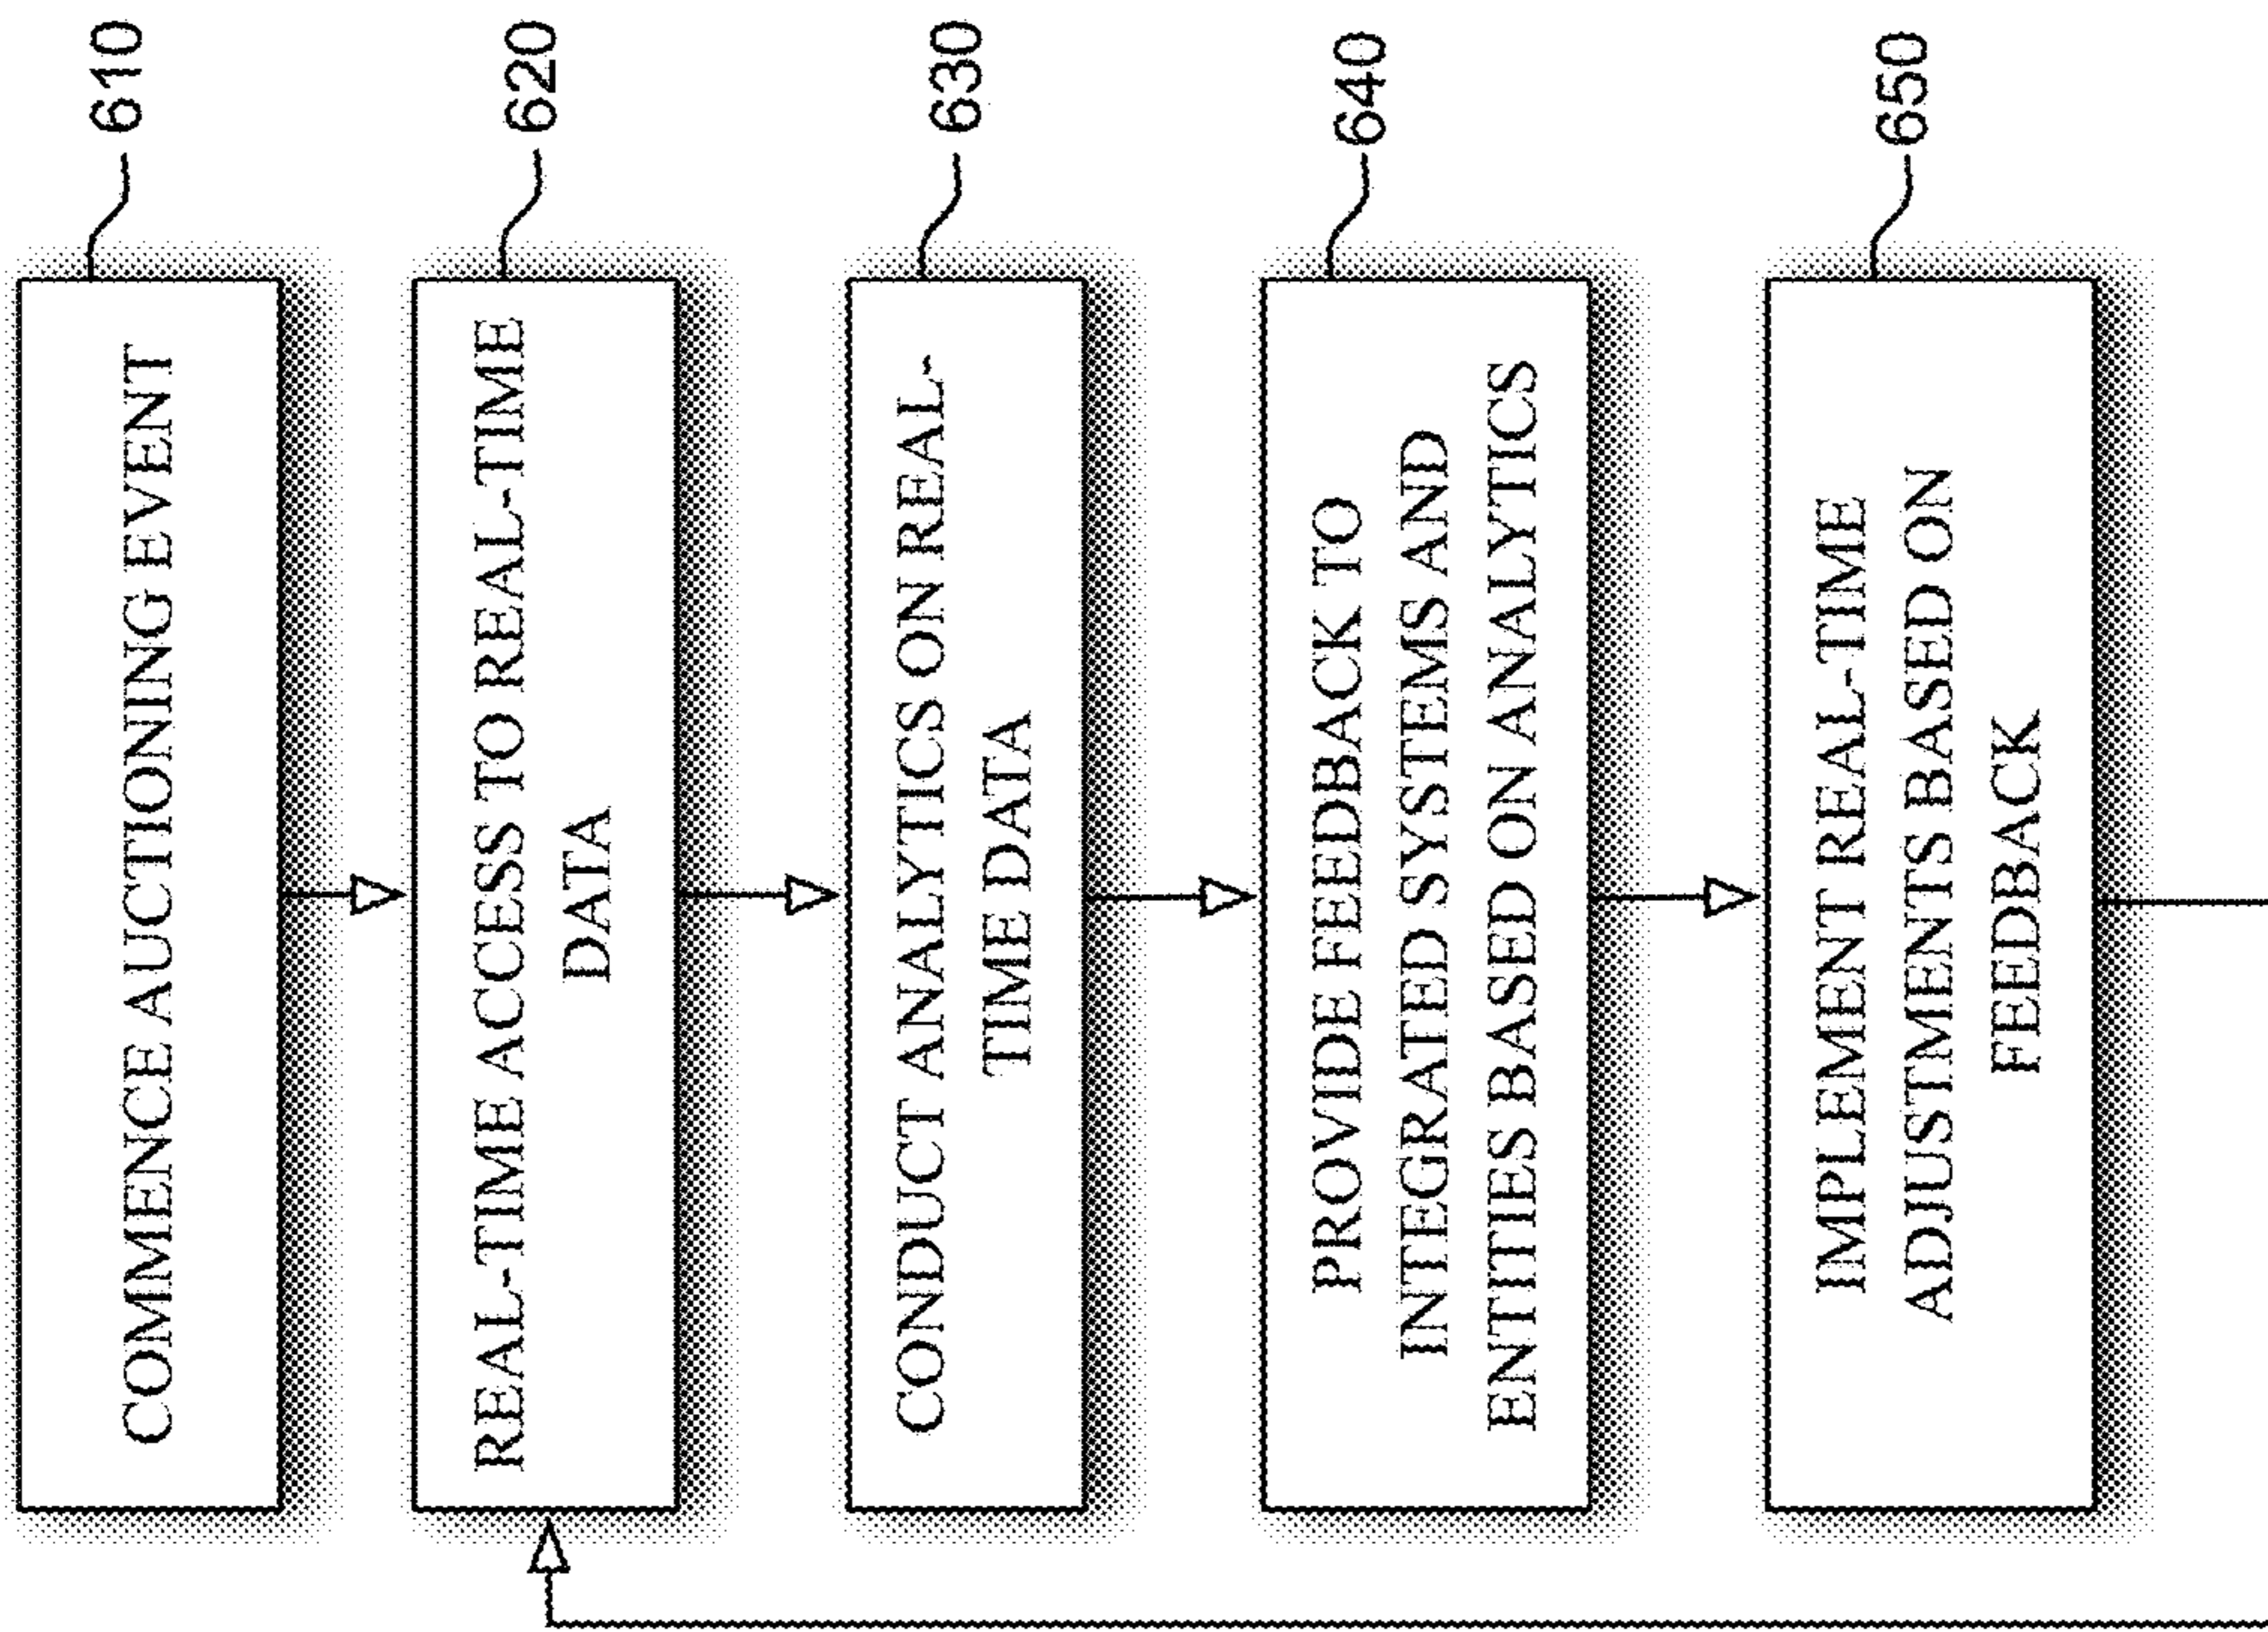 COMMENCE AUCTIONING EVENT
610
REAL-TIME ACCESS TO REAL-TIME
DATA
620
CONDUCT ANALYTICS ON REAL-
TIME DATA
630
PROVIDE FEEDBACK TO
INTEGRATED SYSTEMS AND
ENTITIES BASED ON ANALYTICS
640
IMPLEMENT REAL-TIME
ADJUSTMENTS BASED ON
FEEDBACK
650